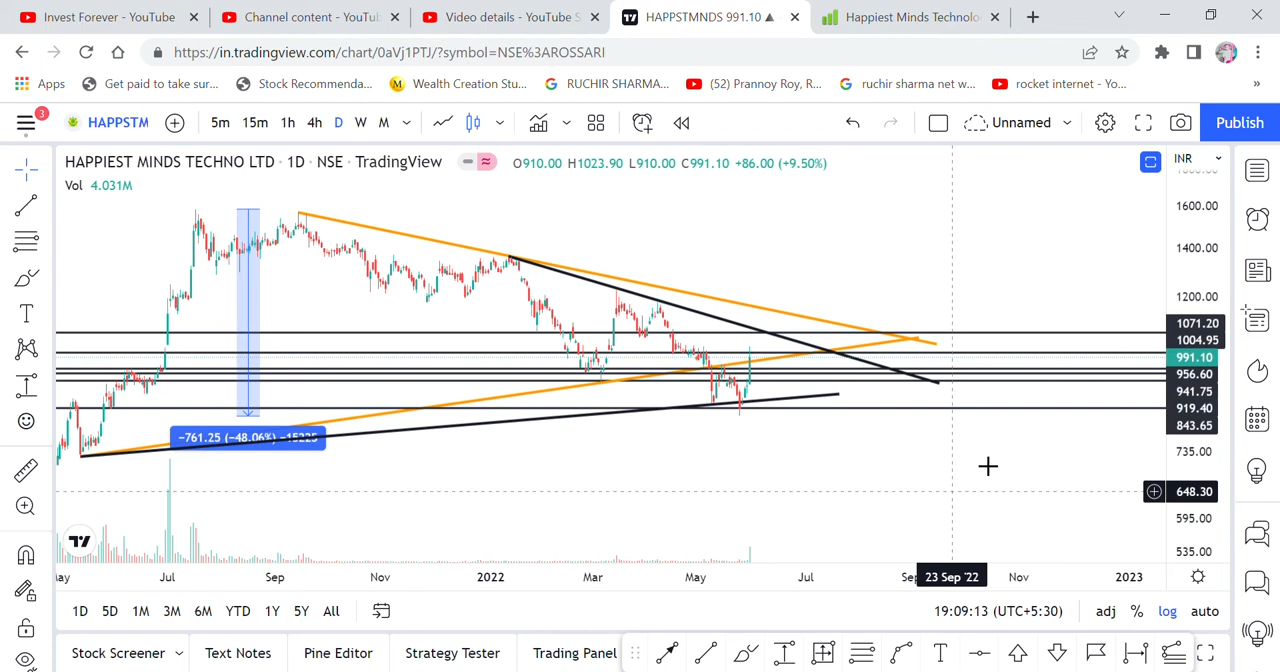 Invest Forever - YouTube
Channel content - YouTu
Video details - YouTube S
HAPPSTMNDS 991.10 ▲
Happiest Minds Technolo
https://in.tradingview.com/chart/0aVj1PTJ/?symbol=NSE%3AROSSARI
Apps
Get paid to take sur...
Stock Recommenda...
M Wealth Creation Stu...
RUCHIR SHARMA...
(52) Prannoy Roy, R...
ruchir sharma net w...
rocket internet - Yo...
»
3
HAPPSTM
5m 15m 1h 4h D W M
Unnamed
Publish
HAPPIEST MINDS TECHNO LTD · 1D · NSE · TradingView
O910.00 H1023.90 L910.00 C991.10 +86.00 (+9.50%)
INR
Vol 4.031M
1600.00
1400.00
1200.00
1071.20
1004.95
991.10
956.60
941.75
919.40
843.65
735.00
−761.25 (−48.06%) −15225
648.30
595.00
535.00
May Jul Sep Nov 2022 Mar May Jul Sep 23 Sep '22 Nov 2023
1D 5D 1M 3M 6M YTD 1Y 5Y All
19:09:13 (UTC+5:30)
adj % log auto
Stock Screener
Text Notes
Pine Editor
Strategy Tester
Trading Panel